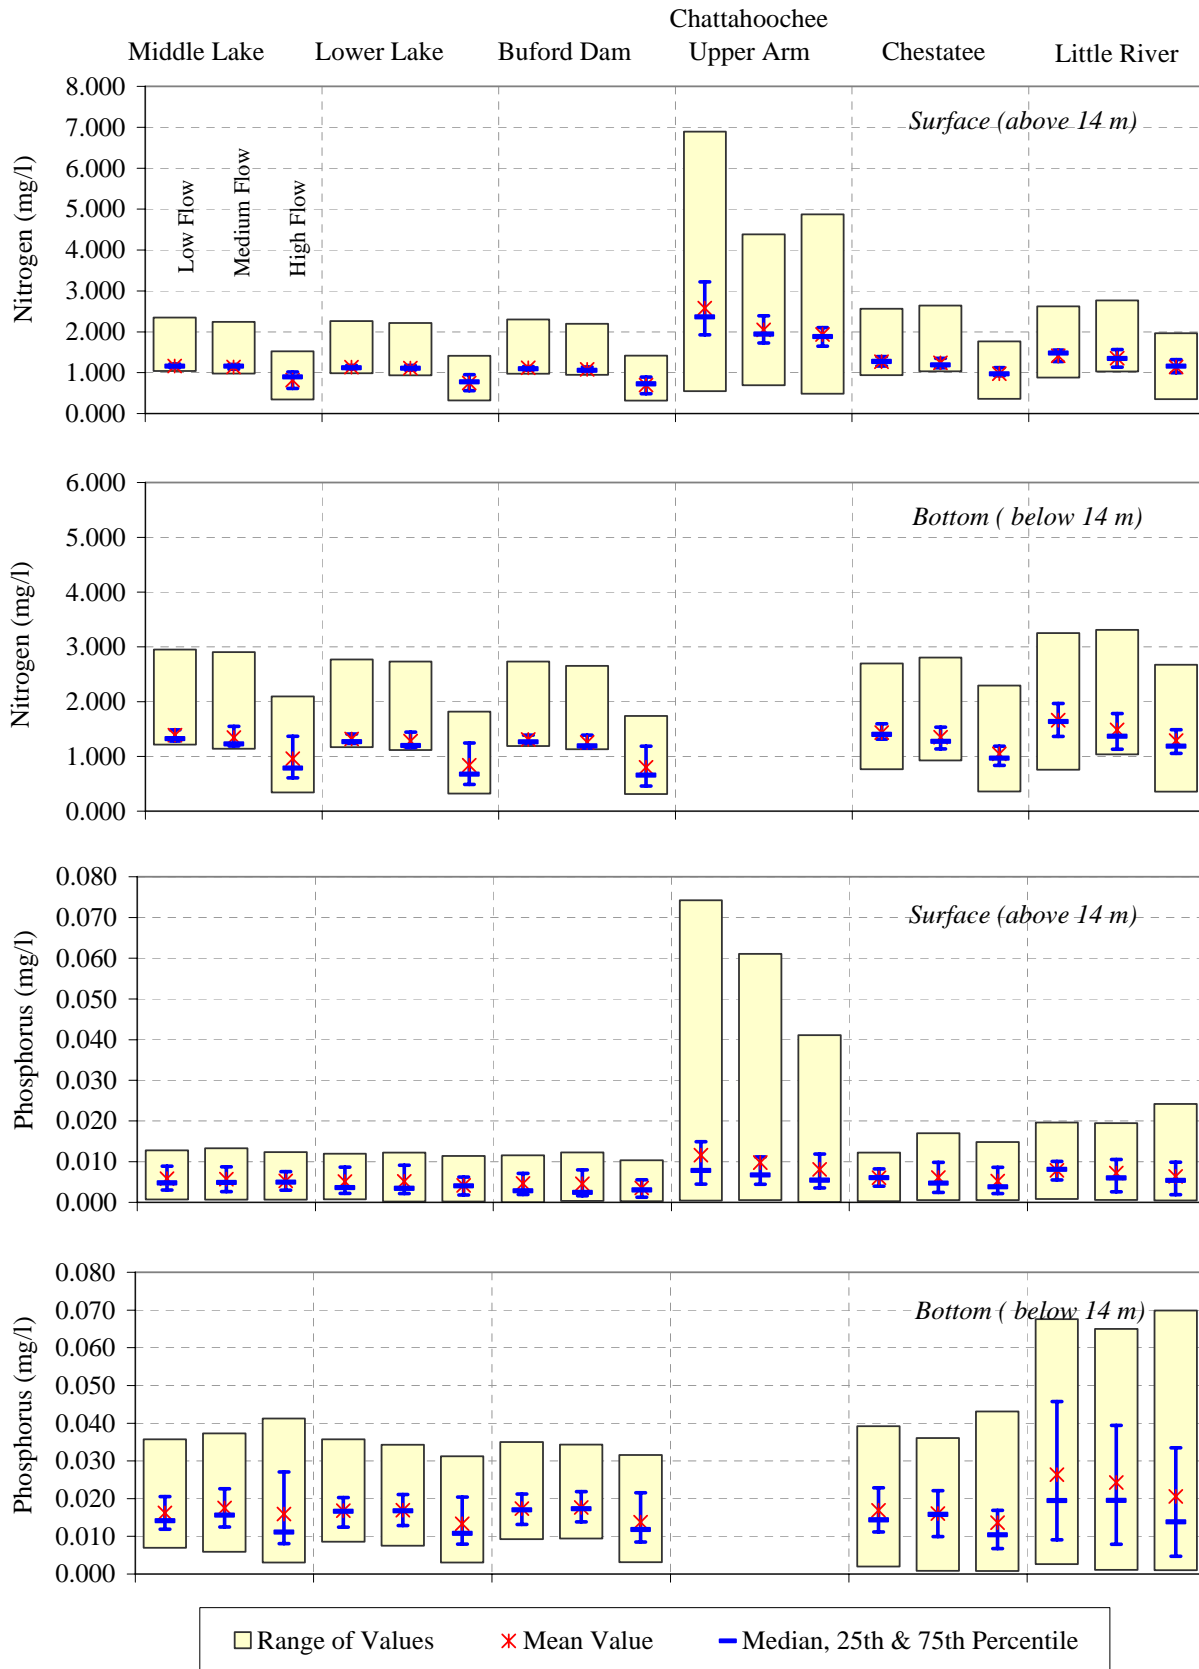 Chattahoochee
Middle Lake Lower Lake Buford Dam Upper Arm Chestatee Little River
8.000
7.000
6.000
5.000
4.000
3.000
2.000
1.000
0.000
Nitrogen (mg/l)
Surface (above 14 m)
Low Flow
Medium Flow
High Flow
6.000
5.000
4.000
3.000
2.000
1.000
0.000
Nitrogen (mg/l)
Bottom ( below 14 m)
0.080
0.070
0.060
0.050
0.040
0.030
0.020
0.010
0.000
Phosphorus (mg/l)
Surface (above 14 m)
0.080
0.070
0.060
0.050
0.040
0.030
0.020
0.010
0.000
Phosphorus (mg/l)
Bottom ( below 14 m)
Range of Values Mean Value Median, 25th & 75th Percentile